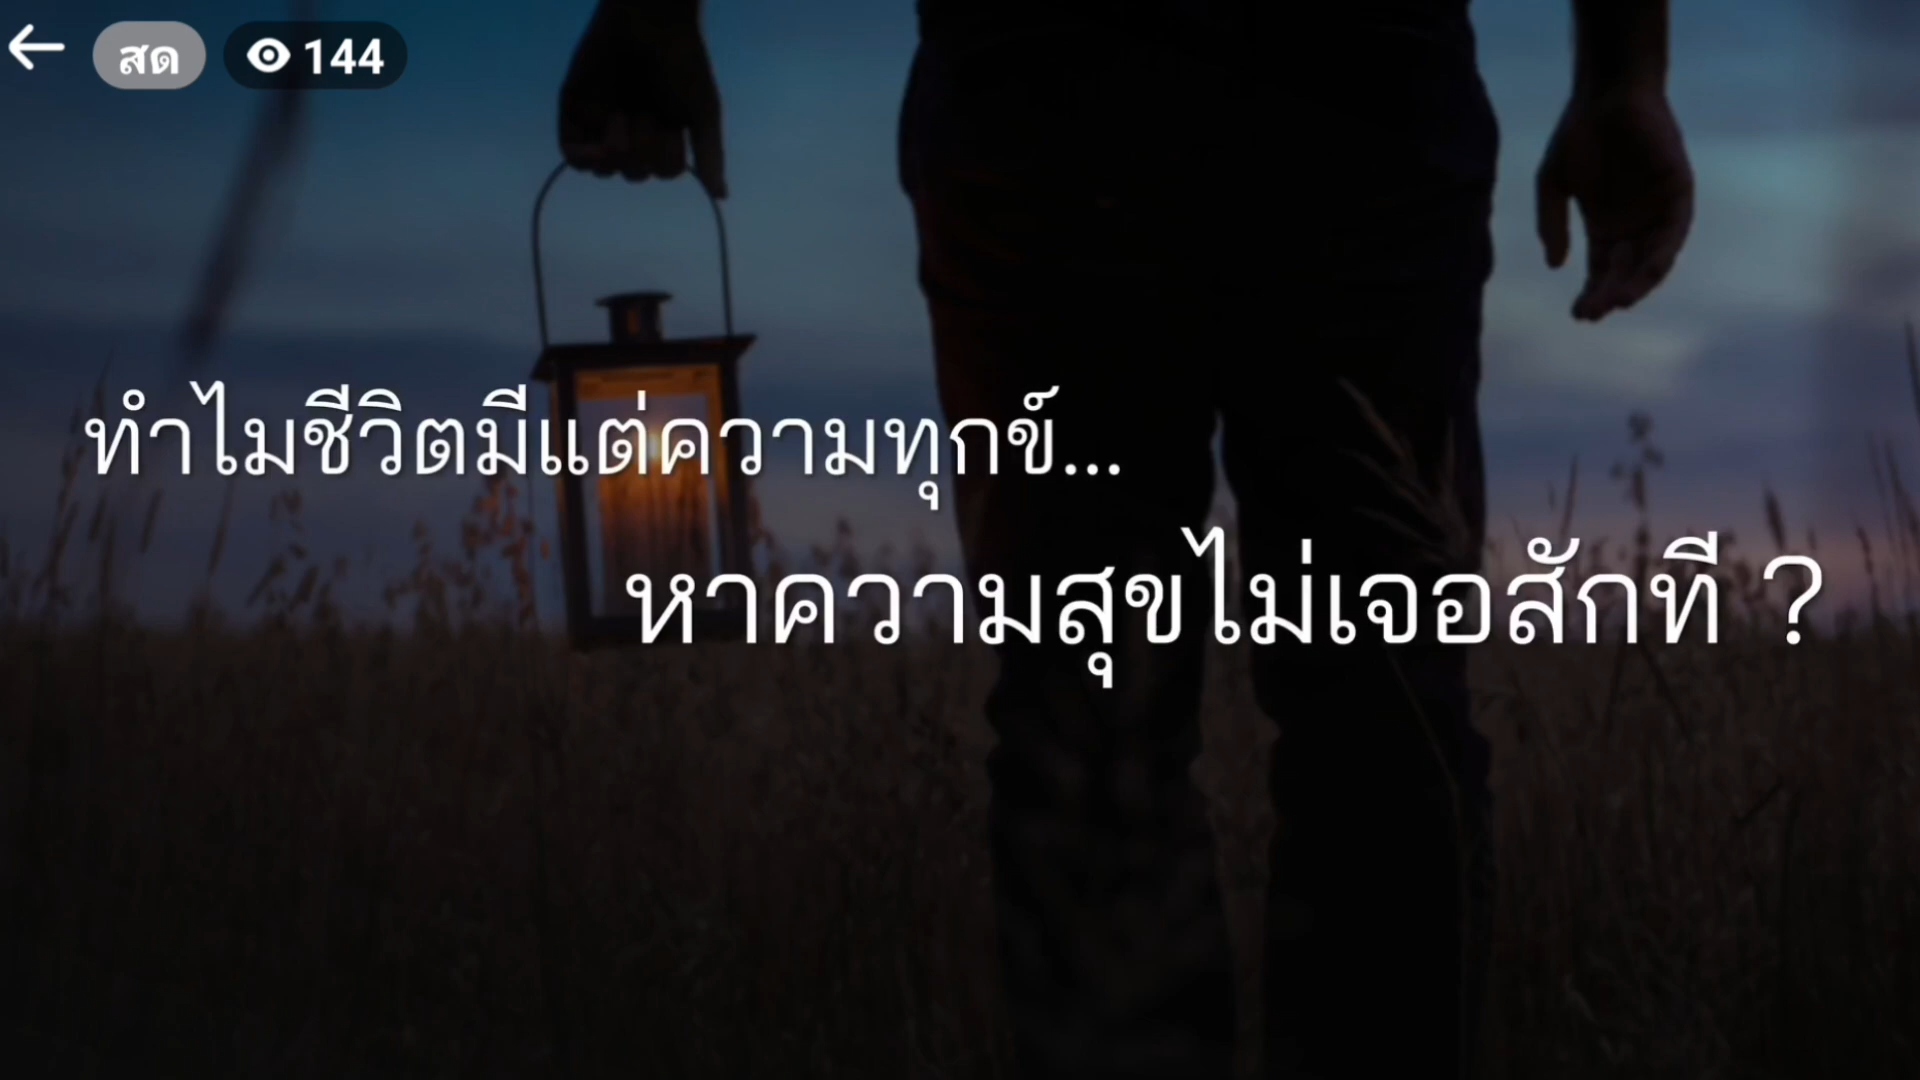 สด 144
ทำไมชีวิตมีแต่ความทุกข์...
หาความสุขไม่เจอสักที ?